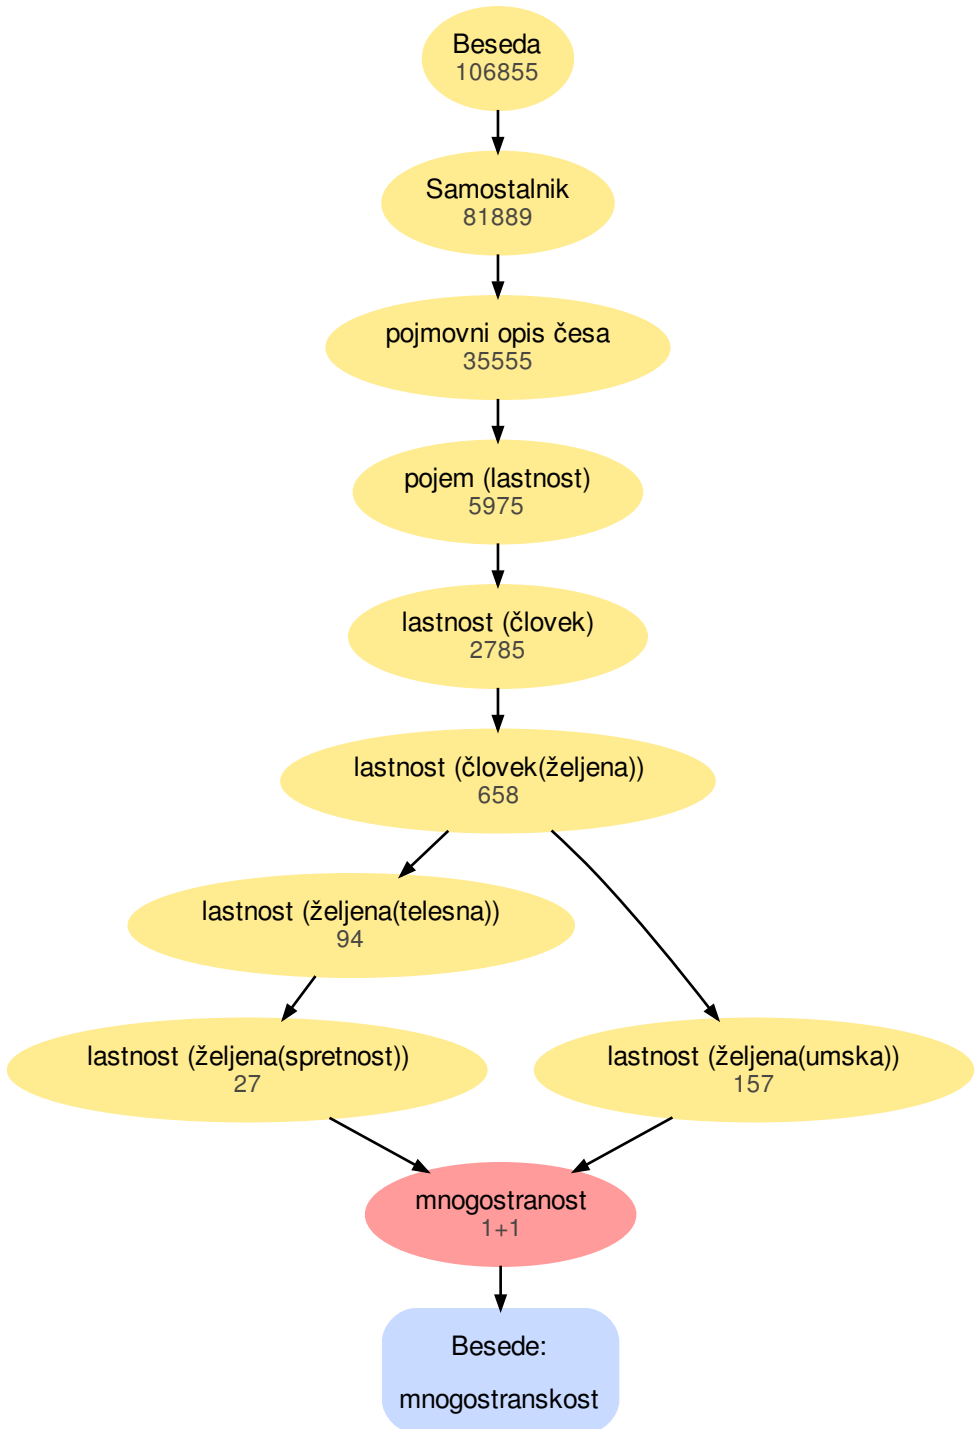 Beseda
106855
Samostalnik
81889
pojmovni opis česa
35555
pojem (lastnost)
5975
lastnost (človek)
2785
lastnost (človek(željena))
658
lastnost (željena(telesna))
94
lastnost (željena(spretnost))
27
lastnost (željena(umska))
157
mnogostranost
1+1
Besede:
mnogostranskost